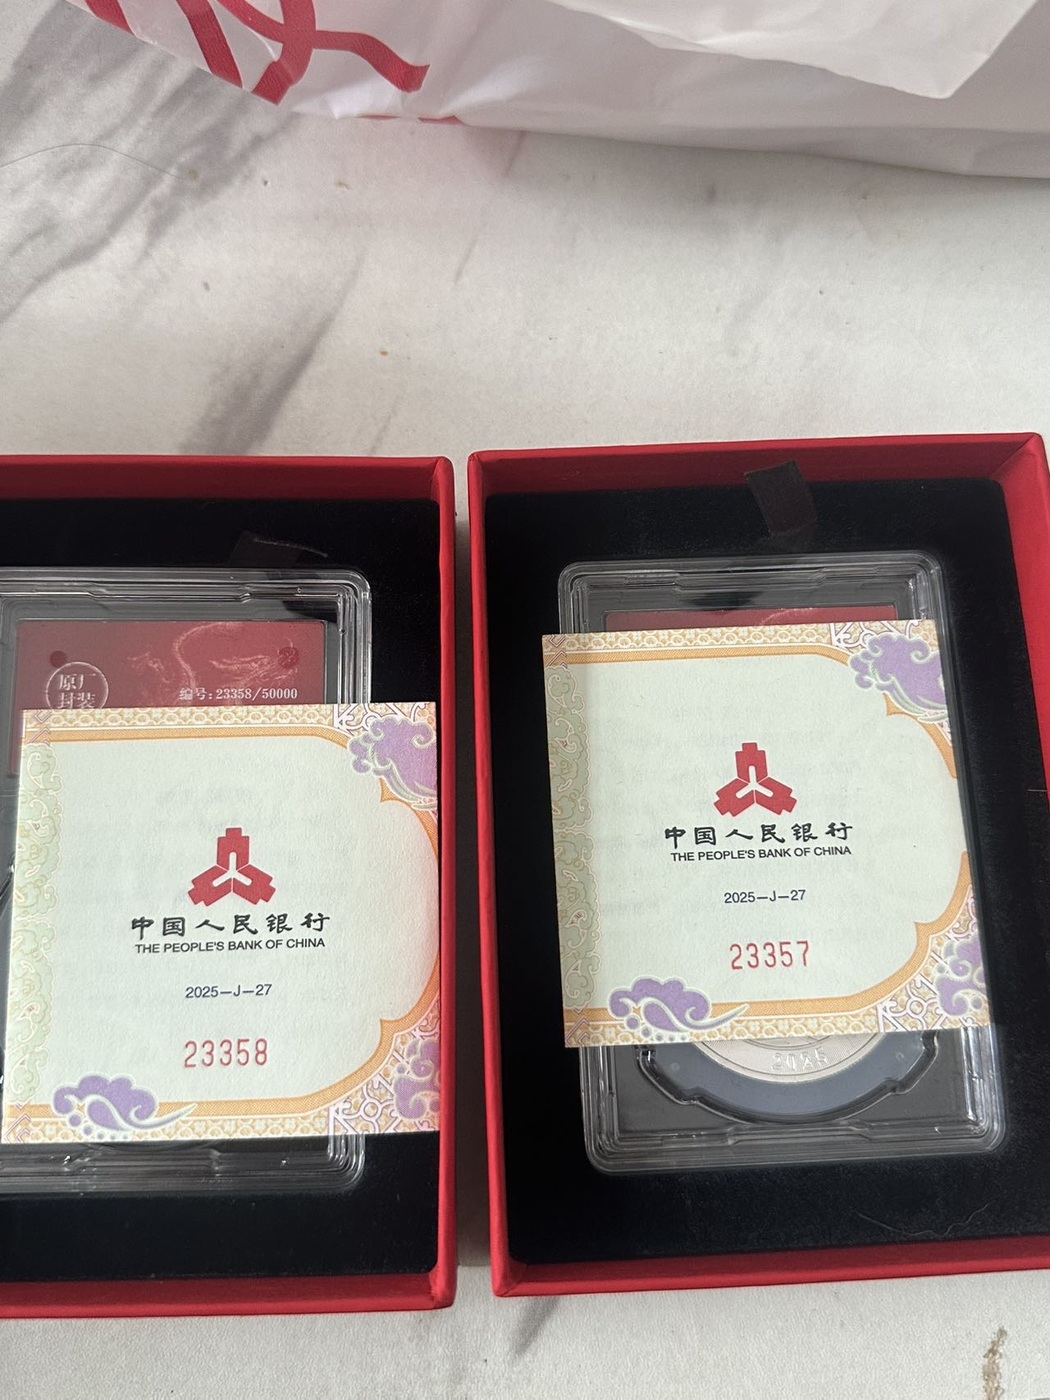 原厂
封装
编号:23358/50000
中国人民银行
THE PEOPLE'S BANK OF CHINA
2025—J—27
23358
中国人民银行
THE PEOPLE'S BANK OF CHINA
2025—J—27
23357
2025